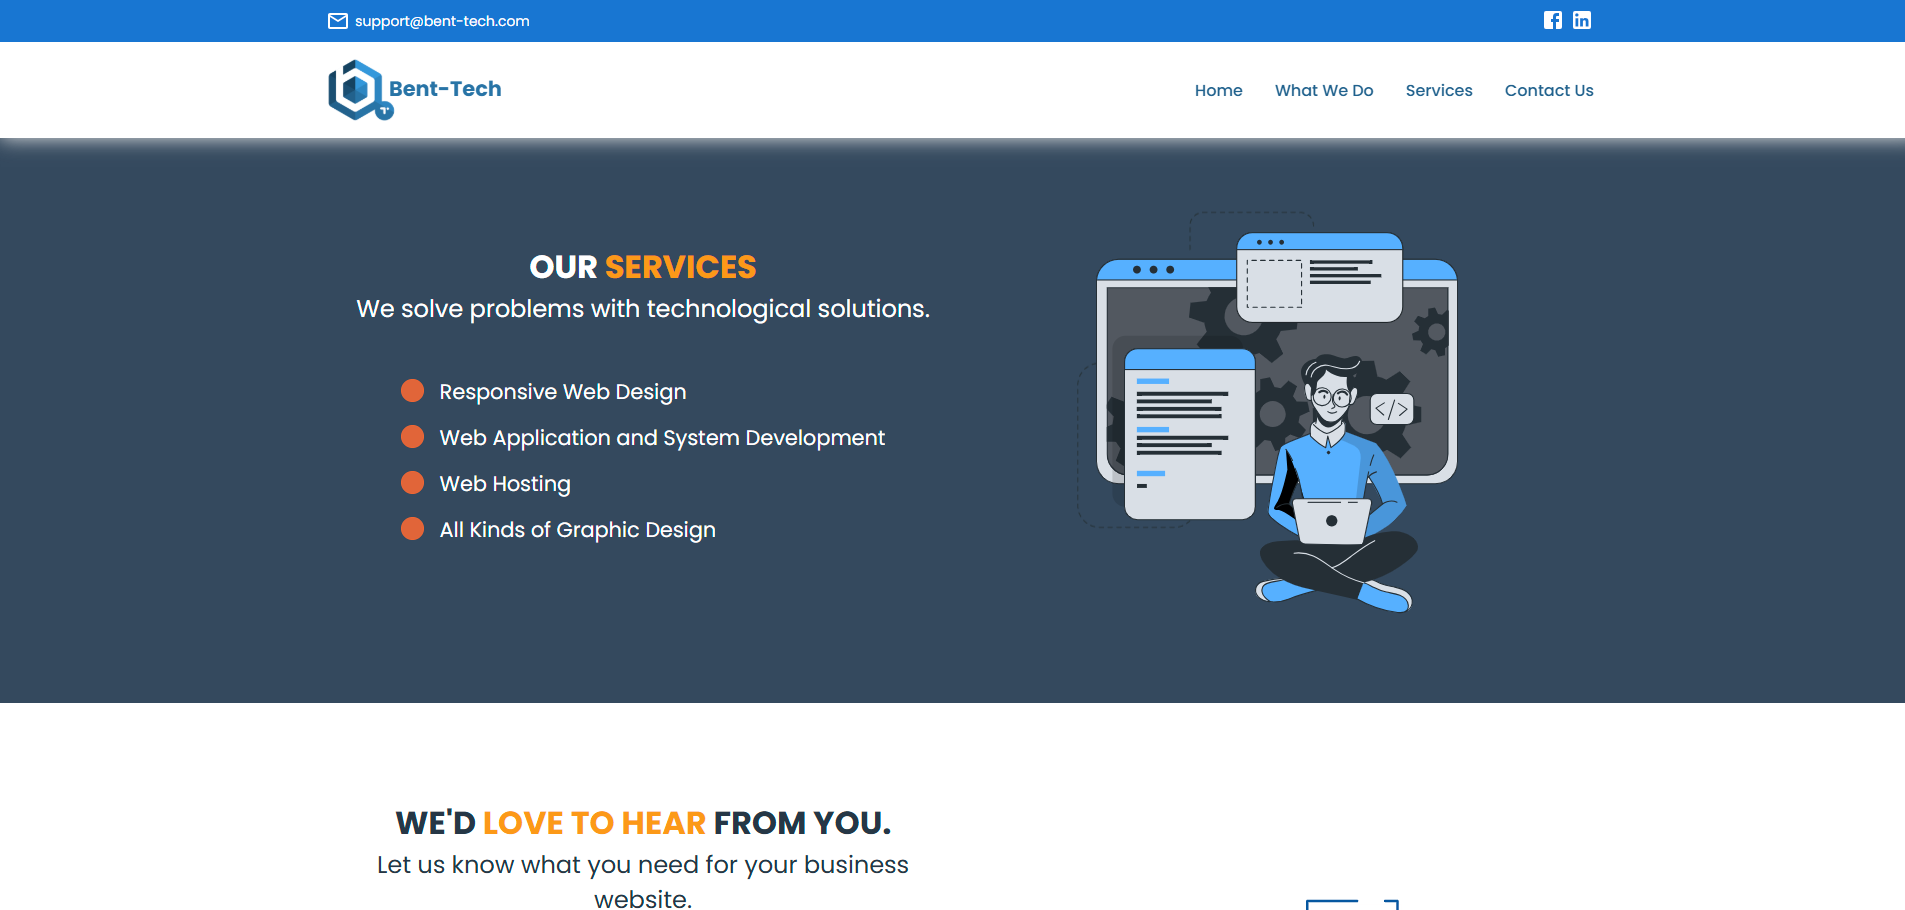 support@bent-tech.com
Bent-Tech
Home What We Do Services Contact Us
OUR SERVICES
We solve problems with technological solutions.
Responsive Web Design
Web Application and System Development
Web Hosting
All Kinds of Graphic Design
</>
WE'D LOVE TO HEAR FROM YOU.
Let us know what you need for your business
website.